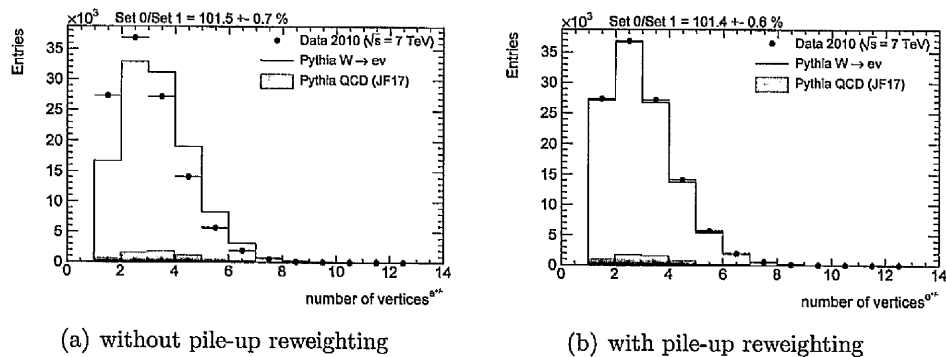 Set 0/Set 1 = 101.5 +- 0.7 %
×10³
Entries
35
30
25
20
15
10
5
0
Data 2010 (√s = 7 TeV)
Pythia W → eν
Pythia QCD (JF17)
0 2 4 6 8 10 12 14
number of vertices
(a) without pile-up reweighting
Set 0/Set 1 = 101.4 +- 0.6 %
×10³
Entries
35
30
25
20
15
10
5
0
Data 2010 (√s = 7 TeV)
Pythia W → eν
Pythia QCD (JF17)
0 2 4 6 8 10 12 14
number of vertices
(b) with pile-up reweighting